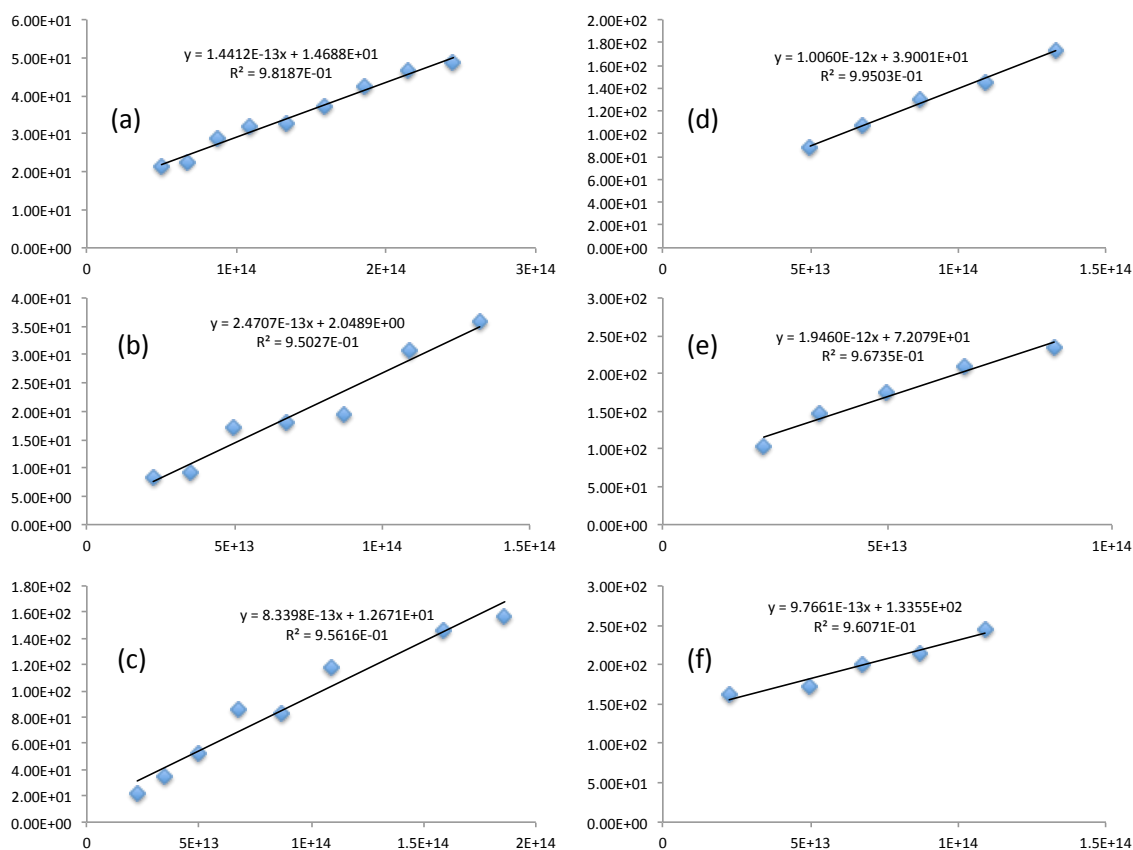 6.00E+01
5.00E+01
4.00E+01
3.00E+01
2.00E+01
1.00E+01
0.00E+00
y = 1.4412E-13x + 1.4688E+01
R² = 9.8187E-01
(a)
0 1E+14 2E+14 3E+14
2.00E+02
1.80E+02
1.60E+02
1.40E+02
1.20E+02
1.00E+02
8.00E+01
6.00E+01
4.00E+01
2.00E+01
0.00E+00
y = 1.0060E-12x + 3.9001E+01
R² = 9.9503E-01
(d)
0 5E+13 1E+14 1.5E+14
4.00E+01
3.50E+01
3.00E+01
2.50E+01
2.00E+01
1.50E+01
1.00E+01
5.00E+00
0.00E+00
y = 2.4707E-13x + 2.0489E+00
R² = 9.5027E-01
(b)
0 5E+13 1E+14 1.5E+14
3.00E+02
2.50E+02
2.00E+02
1.50E+02
1.00E+02
5.00E+01
0.00E+00
y = 1.9460E-12x + 7.2079E+01
R² = 9.6735E-01
(e)
0 5E+13 1E+14
1.80E+02
1.60E+02
1.40E+02
1.20E+02
1.00E+02
8.00E+01
6.00E+01
4.00E+01
2.00E+01
0.00E+00
y = 8.3398E-13x + 1.2671E+01
R² = 9.5616E-01
(c)
0 5E+13 1E+14 1.5E+14 2E+14
3.00E+02
2.50E+02
2.00E+02
1.50E+02
1.00E+02
5.00E+01
0.00E+00
y = 9.7661E-13x + 1.3355E+02
R² = 9.6071E-01
(f)
0 5E+13 1E+14 1.5E+14